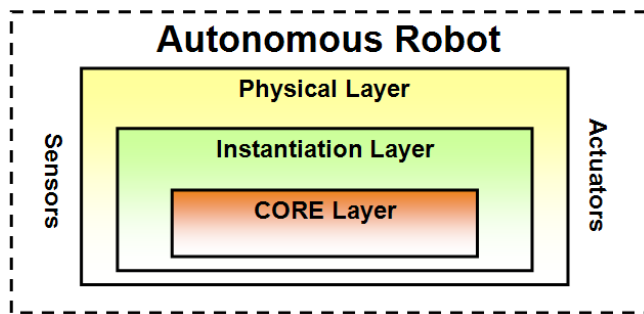 Autonomous Robot
Physical Layer
Sensors
Instantiation Layer
Actuators
CORE Layer